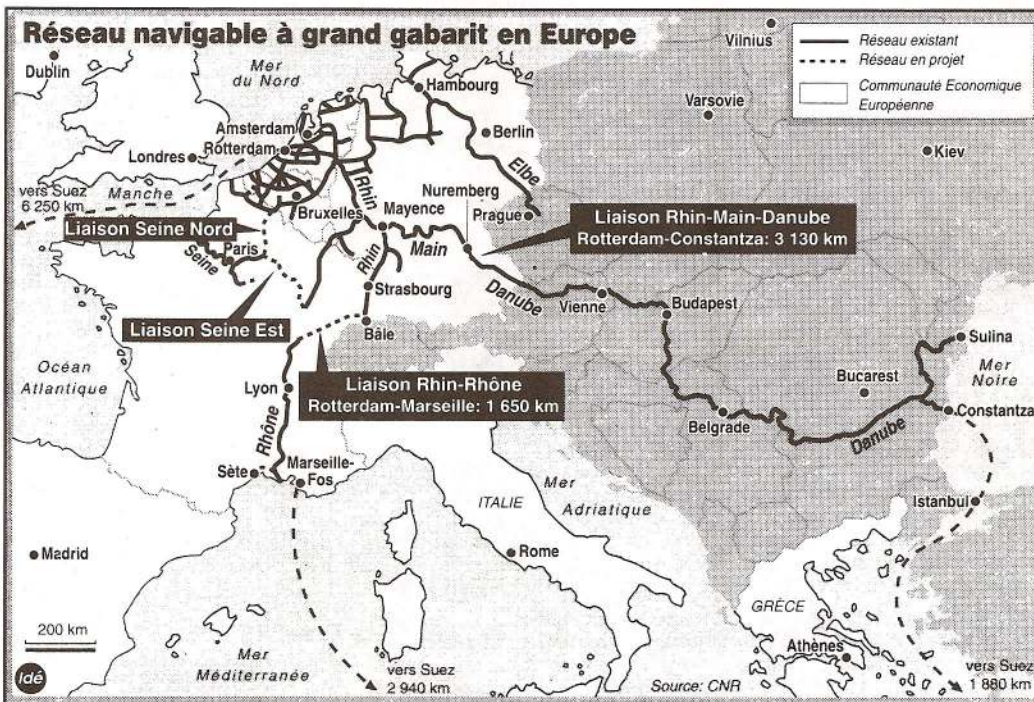 Réseau navigable à grand gabarit en Europe
Réseau existant
Réseau en projet
Communauté Economique
Européenne
Dublin
Mer
du Nord
Hambourg
Vilnius
Varsovie
Berlin
Amsterdam
Rotterdam
Elbe
Londres
Kiev
vers Suez
6 250 km
Manche
Rhin
Nuremberg
Bruxelles
Mayence
Prague
Liaison Rhin-Main-Danube
Rotterdam-Constantza: 3 130 km
Liaison Seine Nord
Paris
Seine
Rhin
Main
Strasbourg
Danube
Vienne
Budapest
Liaison Seine Est
Bâle
Sulina
Océan
Atlantique
Mer
Noire
Lyon
Liaison Rhin-Rhône
Rotterdam-Marseille: 1 650 km
Bucarest
Constantza
Rhône
Belgrade
Danube
Sète
Marseille-
Fos
ITALIE
Mer
Adriatique
Istanbul
Madrid
Rome
GRÈCE
200 km
Mer
Méditerranée
Athènes
Idé
vers Suez
2 940 km
Source: CNR
vers Suez
1 880 km